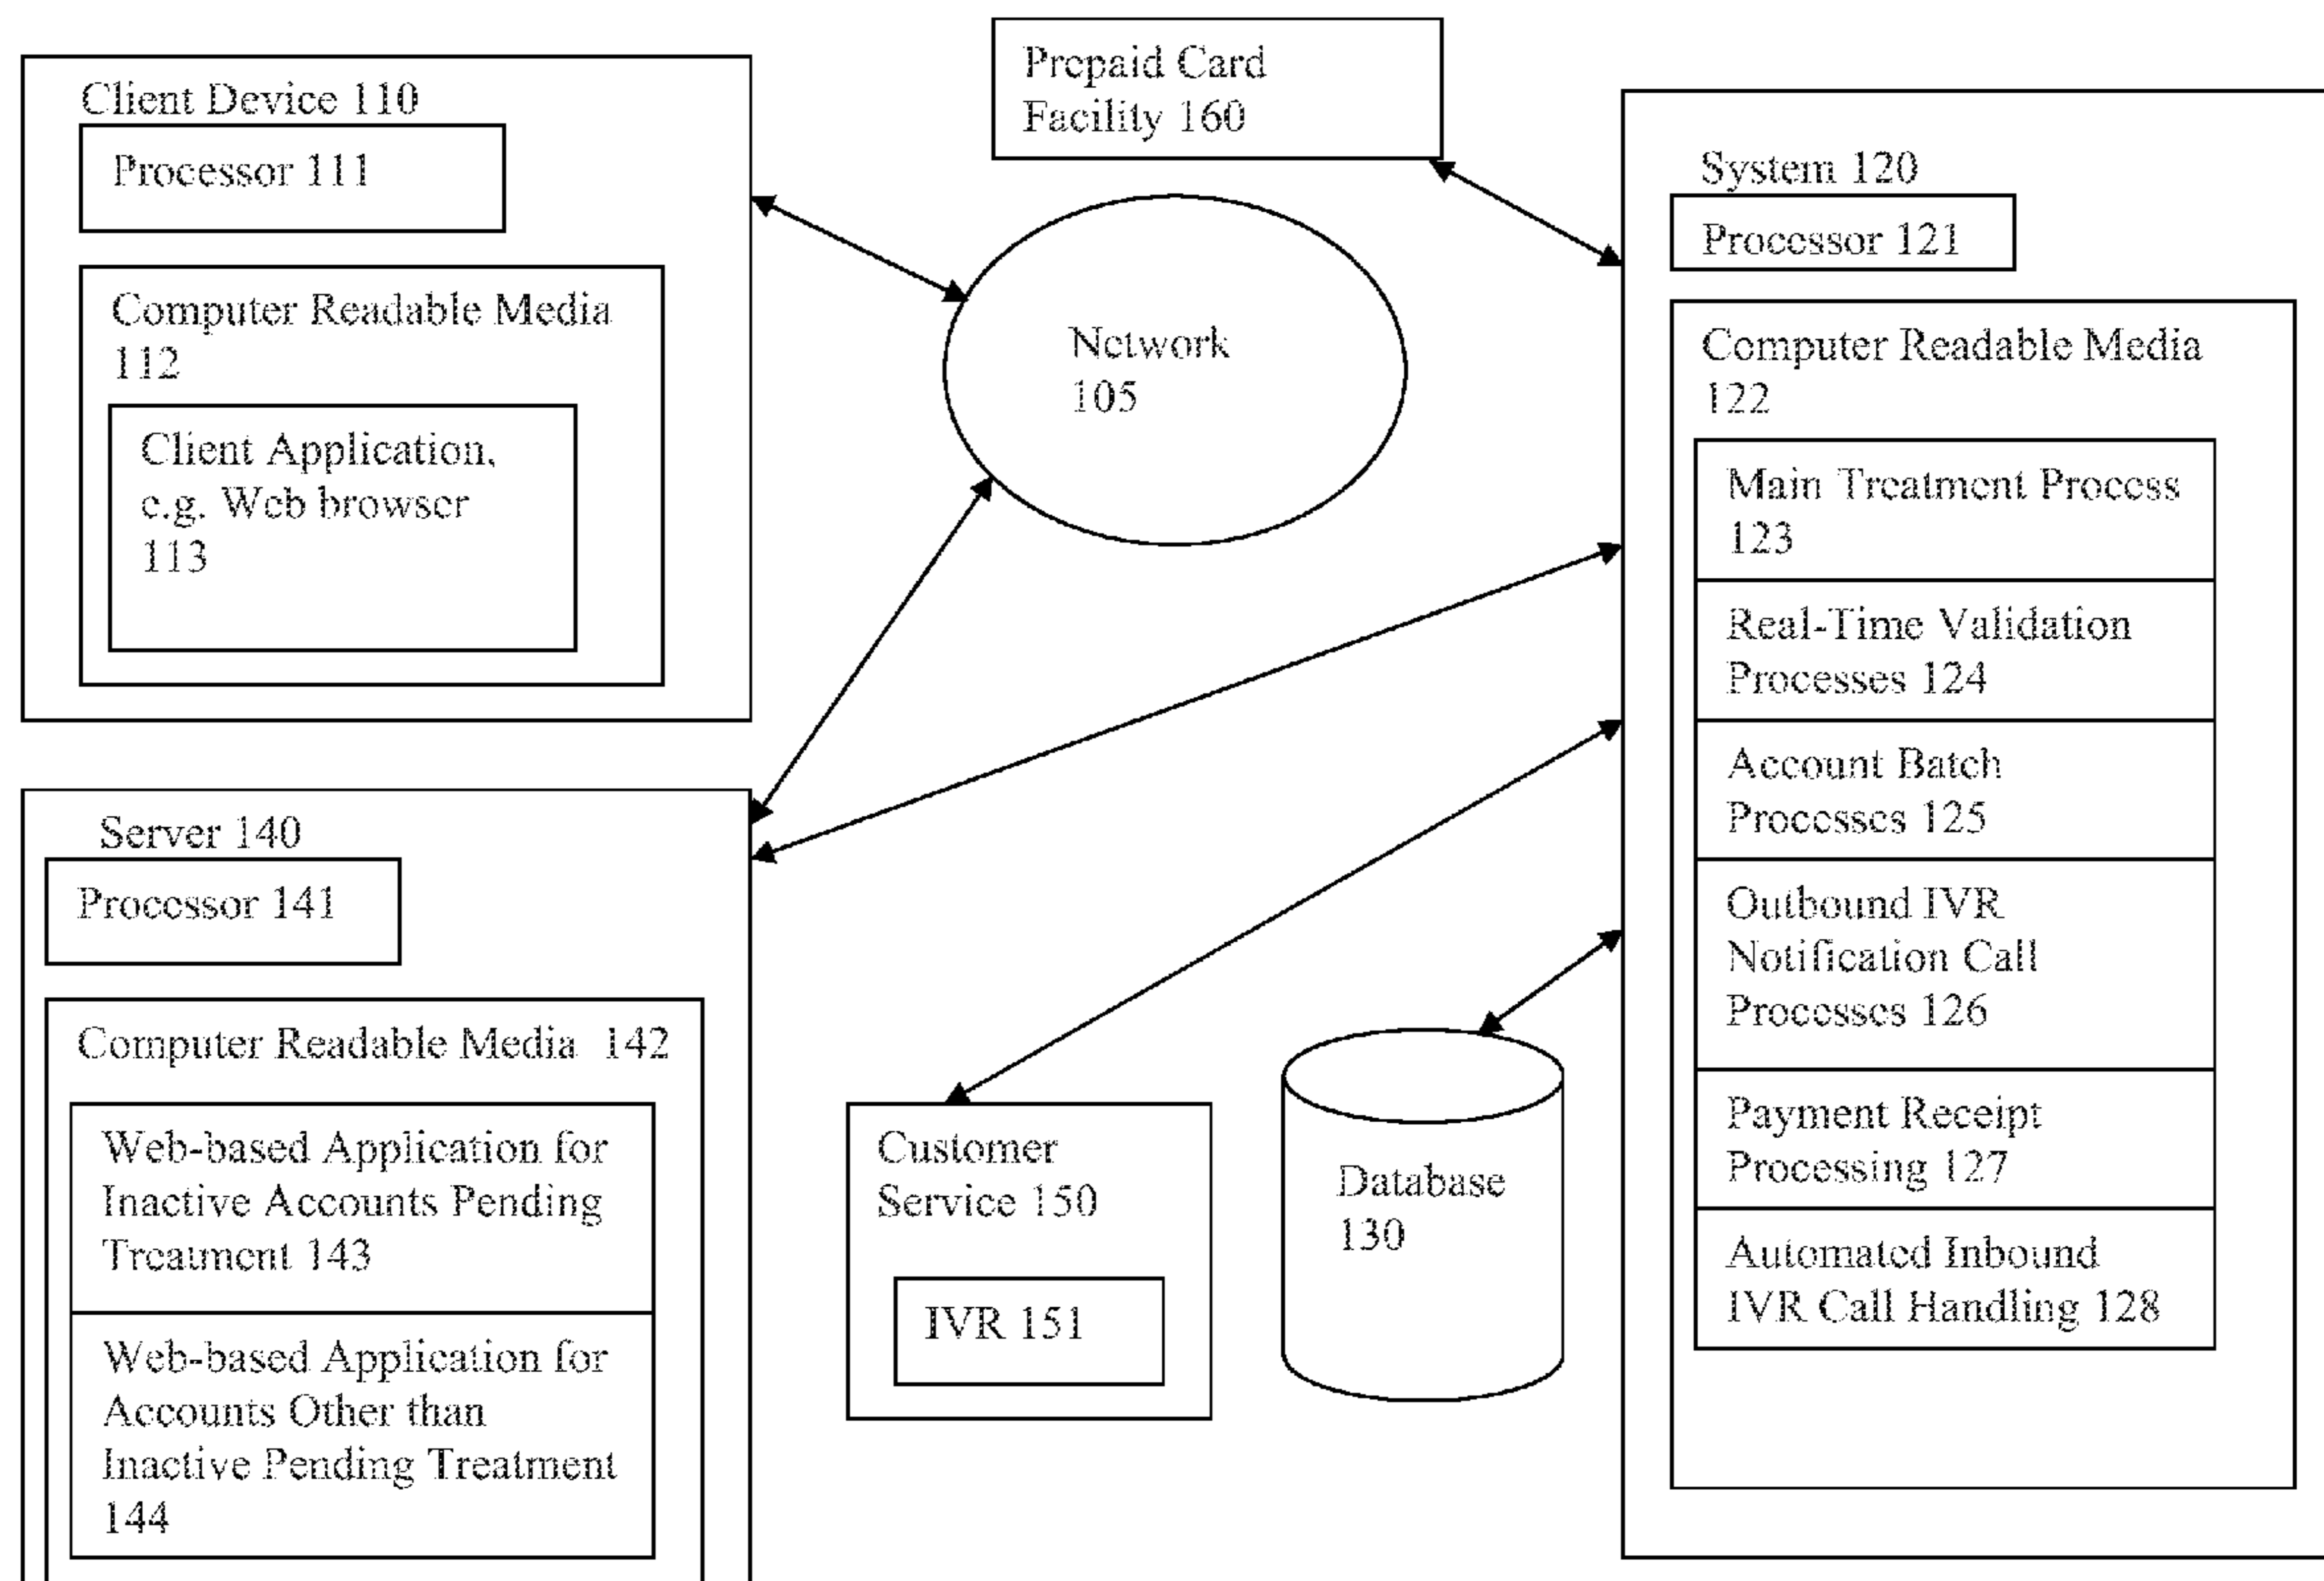 Client Device 110
Processor 111
Computer Readable Media
112
Client Application,
e.g. Web browser
113
Prepaid Card
Facility 160
Network
105
System 120
Processor 121
Computer Readable Media
122
Main Treatment Process
123
Real-Time Validation
Processes 124
Account Batch
Processes 125
Outbound IVR
Notification Call
Processes 126
Payment Receipt
Processing 127
Automated Inbound
IVR Call Handling 128
Server 140
Processor 141
Computer Readable Media 142
Web-based Application for
Inactive Accounts Pending
Treatment 143
Web-based Application for
Accounts Other than
Inactive Pending Treatment
144
Customer
Service 150
IVR 151
Database
130